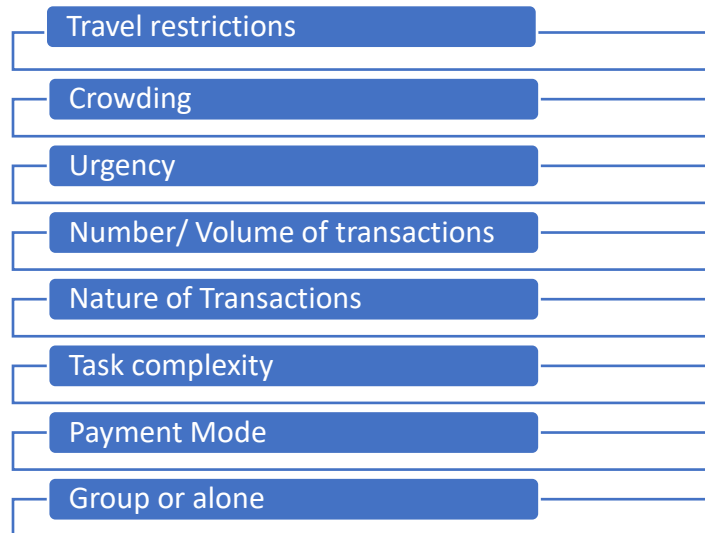 Travel restrictions
Crowding
Urgency
Number/ Volume of transactions
Nature of Transactions
Task complexity
Payment Mode
Group or alone